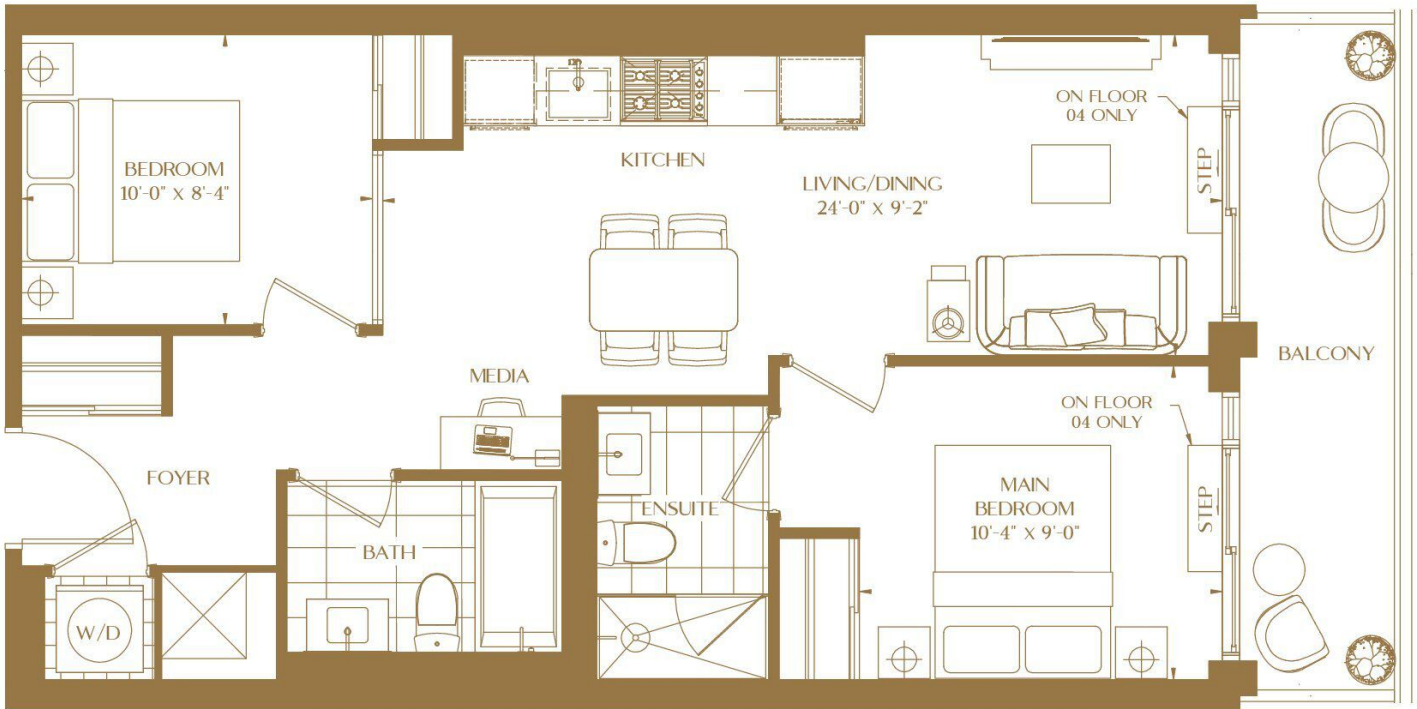 BEDROOM
10'-0" X 8'-4"
KITCHEN
LIVING/DINING
24'-0" X 9'-2"
ON FLOOR
04 ONLY
STEP
BALCONY
MEDIA
FOYER
BATH
W/D
ENSUITE
MAIN
BEDROOM
10'-4" X 9'-0"
ON FLOOR
04 ONLY
STEP